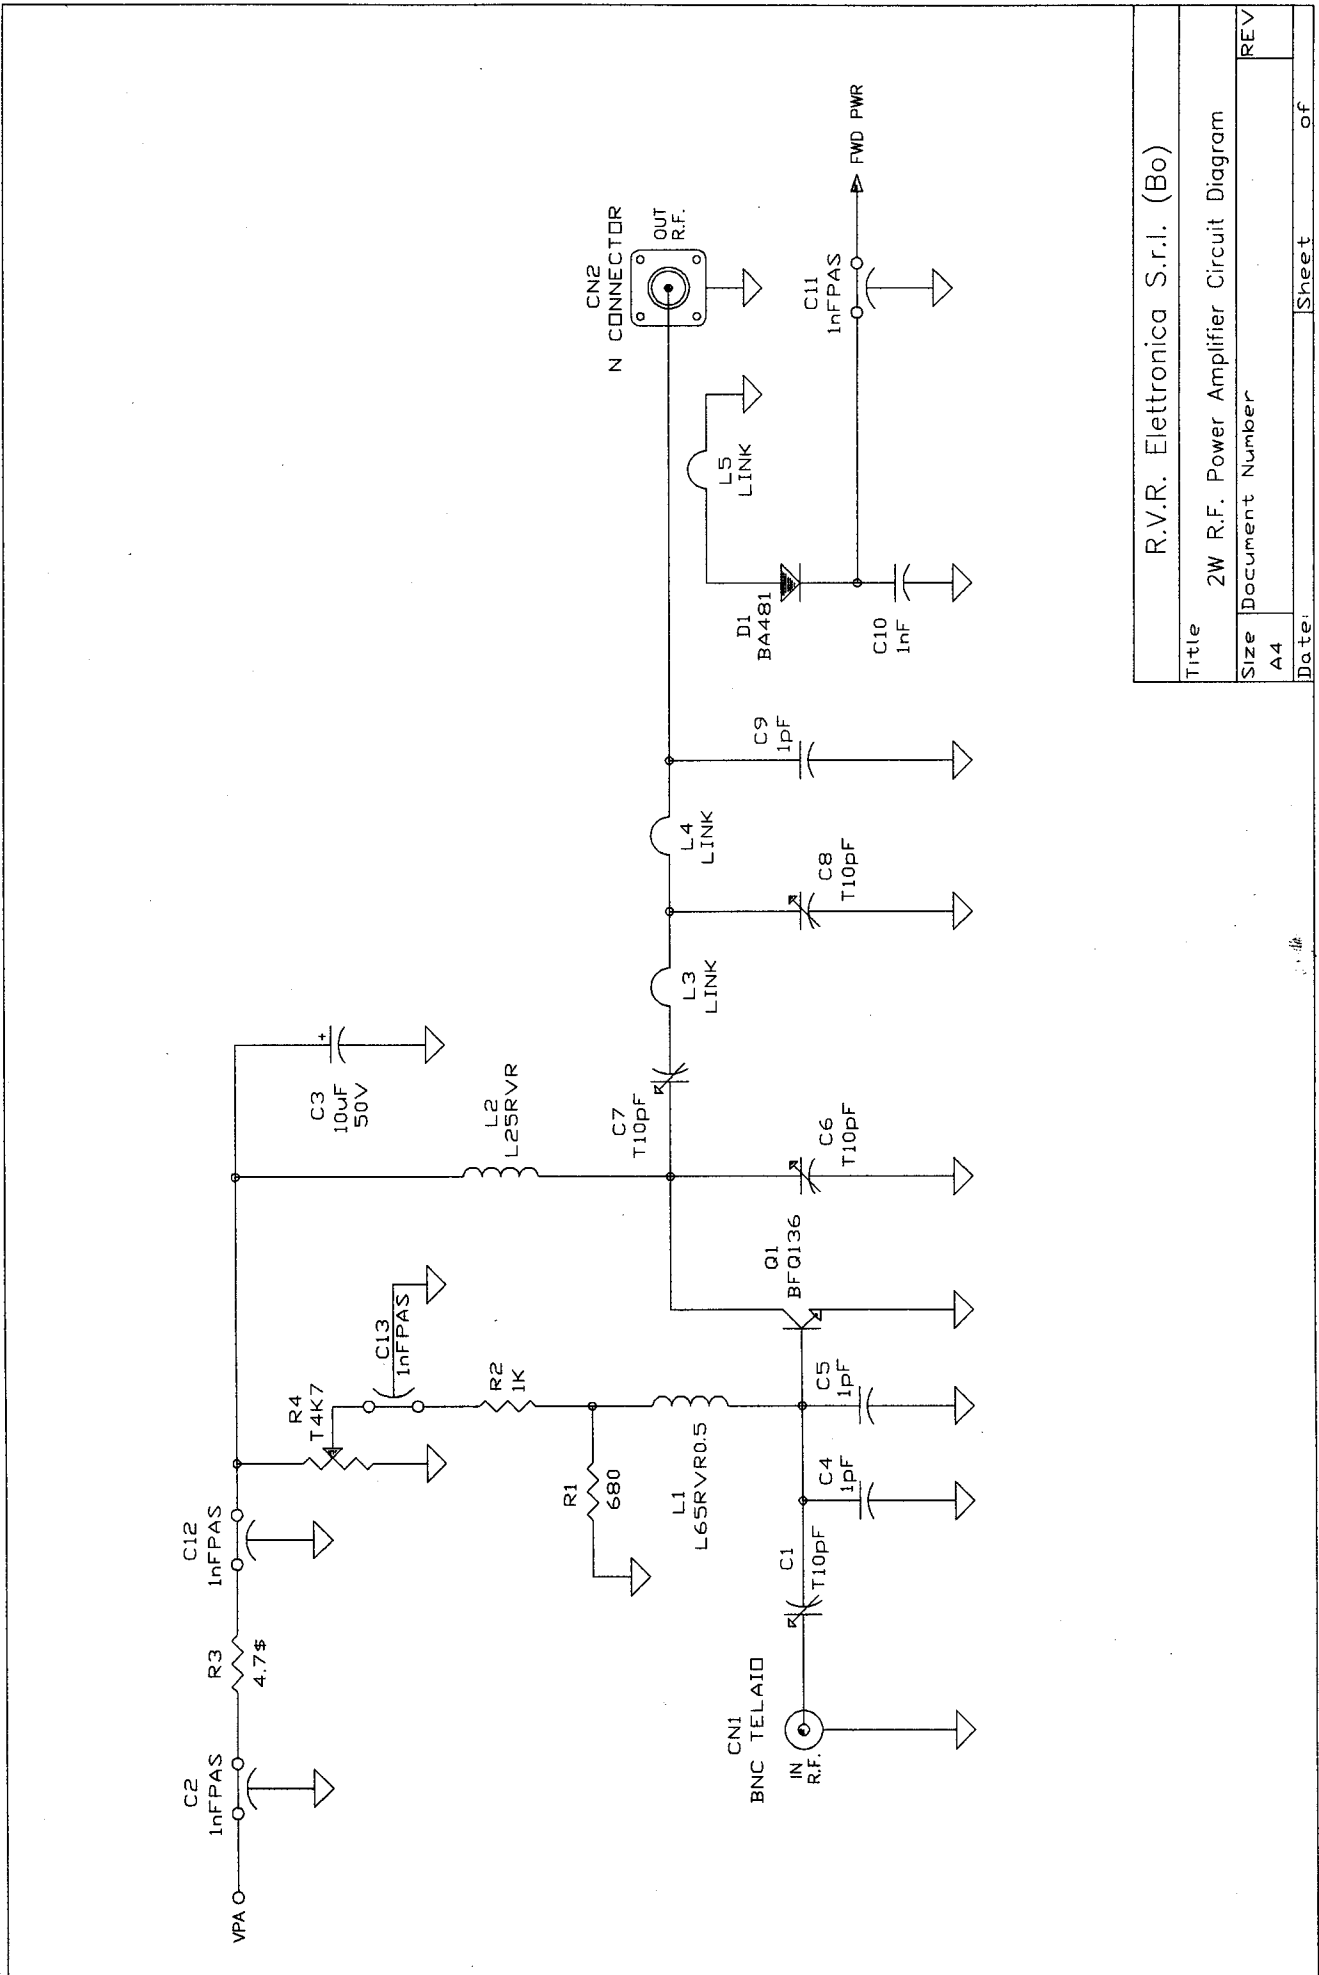 VPA
C2
1nFPAS
R3
4.7$
C12
1nFPAS
R4
T4K7
C13
1nFPAS
R2
1K
R1
680
L1
L65RVR0.5
C3
10uF
50V
L2
L25RVR
CN1
BNC TELAIO
IN
R.F.
C1
T10pF
C4
1pF
C5
1pF
Q1
BFQ136
C6
T10pF
C7
T10pF
L3
LINK
C8
T10pF
L4
LINK
C9
1pF
D1
BA481
C10
1nF
L5
LINK
CN2
N CONNECTOR
OUT
R.F.
C11
1nFPAS
FWD PWR
R.V.R. Elettronica S.r.l. (Bo)
Title
2W R.F. Power Amplifier Circuit Diagram
Size
Document Number
REV
A4
Date:
Sheet
of